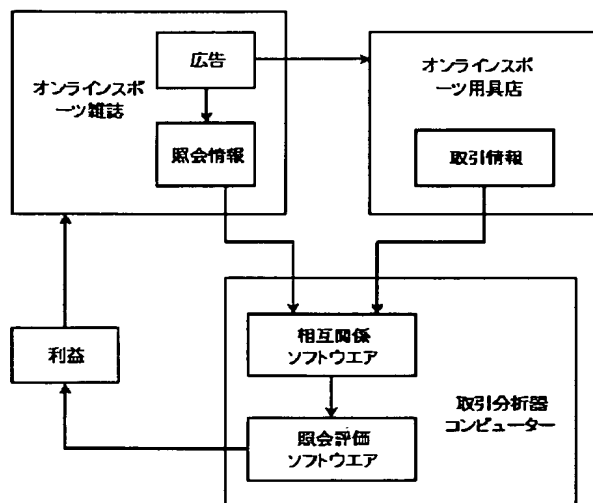 広告
オンラインスポ
ーツ雑誌
照会情報
オンラインスポ
ーツ用具店
取引情報
相互関係
ソフトウエア
利益
取引分析器
コンピューター
照会評価
ソフトウエア